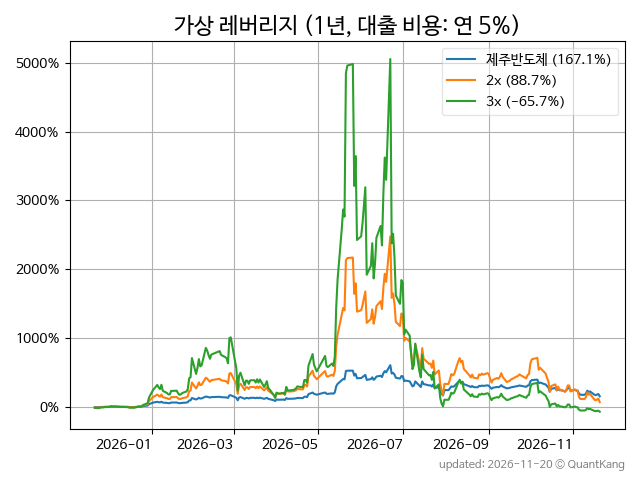 가상 레버리지 (1년, 대출 비용: 연 5%)
제주반도체 (167.1%)
2x (88.7%)
3x (-65.7%)
5000%
4000%
3000%
2000%
1000%
0%
2026-01 2026-03 2026-05 2026-07 2026-09 2026-11
updated: 2026-11-20 © QuantKang